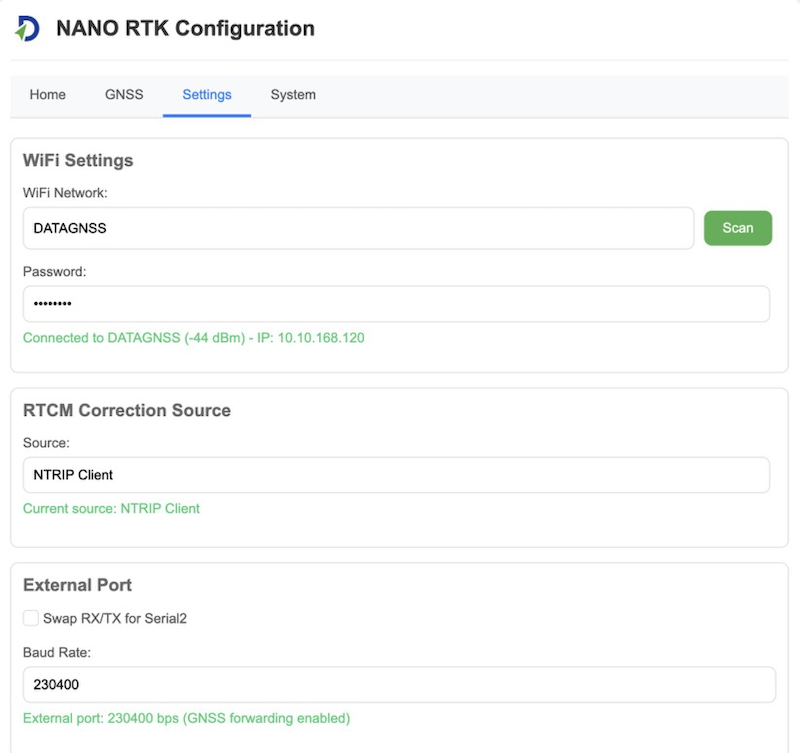 NANO RTK Configuration
Home GNSS Settings System
WiFi Settings
WiFi Network:
DATAGNSS Scan
Password:
••••••••
Connected to DATAGNSS (-44 dBm) - IP: 10.10.168.120
RTCM Correction Source
Source:
NTRIP Client
Current source: NTRIP Client
External Port
Swap RX/TX for Serial2
Baud Rate:
230400
External port: 230400 bps (GNSS forwarding enabled)